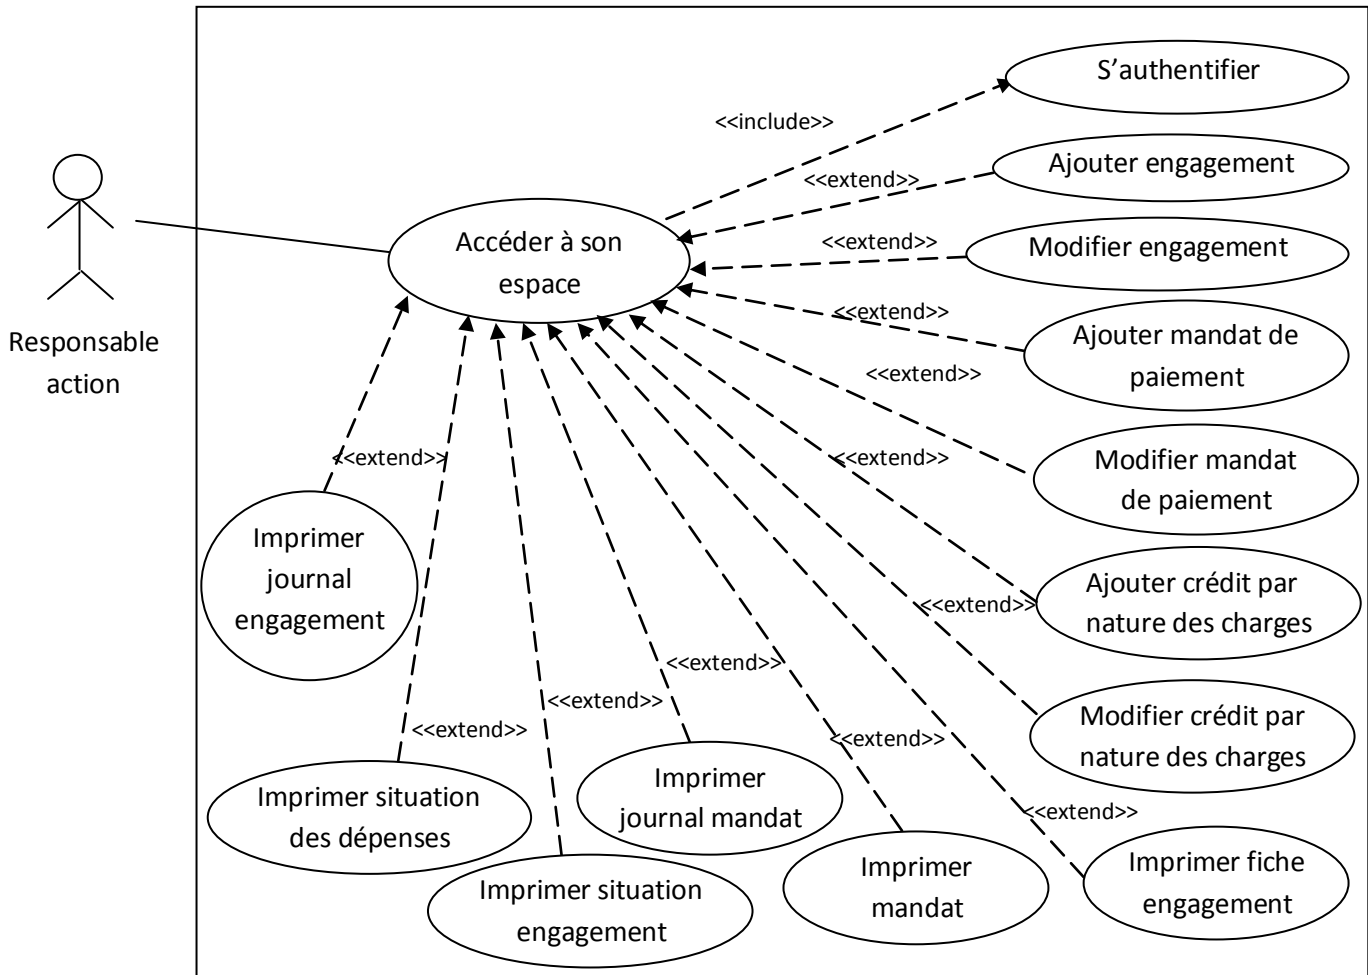 S'authentifier
<<include>>
Ajouter engagement
<<extend>>
Accéder à son
espace
Modifier engagement
<<extend>>
Responsable
action
Ajouter mandat de
paiement
<<extend>>
<<extend>>
Modifier mandat
de paiement
<<extend>>
<<extend>>
Imprimer
journal
engagement
Ajouter crédit par
nature des charges
<<extend>>
<<extend>>
Modifier crédit par
nature des charges
<<extend>>
<<extend>>
<<extend>>
Imprimer situation
des dépenses
Imprimer
journal mandat
<<extend>>
Imprimer situation
engagement
Imprimer
mandat
Imprimer fiche
engagement